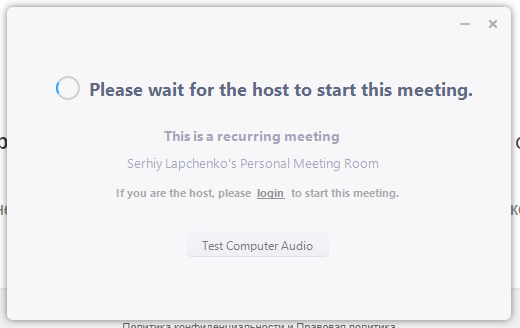 Please wait for the host to start this meeting.
This is a recurring meeting
Serhiy Lapchenko's Personal Meeting Room
If you are the host, please login to start this meeting.
Test Computer Audio
Политика конфиденциальности и Правовая политика